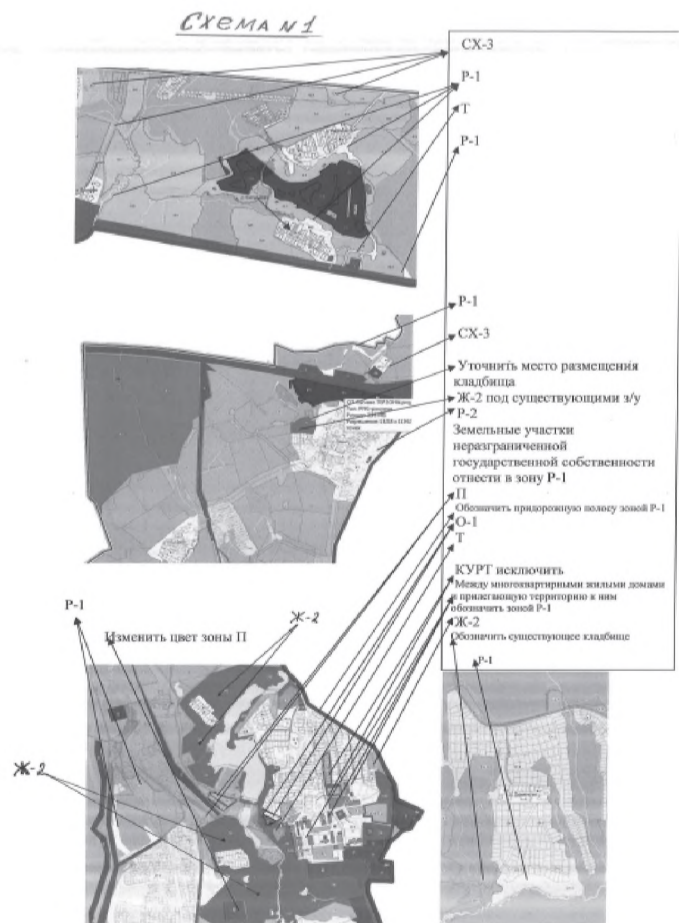 СХЕМА N 1
СХ-3
Р-1
Т
Р-1
Р-1
СХ-3
Уточнить место размещения
кладбища
Ж-2 под существующими з/у
Р-2
Земельные участки
неразграниченной
государственной собственности
отнести в зону Р-1
П
Обозначить придорожную полосу зоной Р-1
О-1
Т
КУРТ исключить
Между многоквартирными жилыми домами
и прилегающую территорию к ним
обозначить зоной Р-1
Ж-2
Обозначить существующее кладбище
Р-1
Р-1
Изменить цвет зоны П
Ж-2
Ж-2